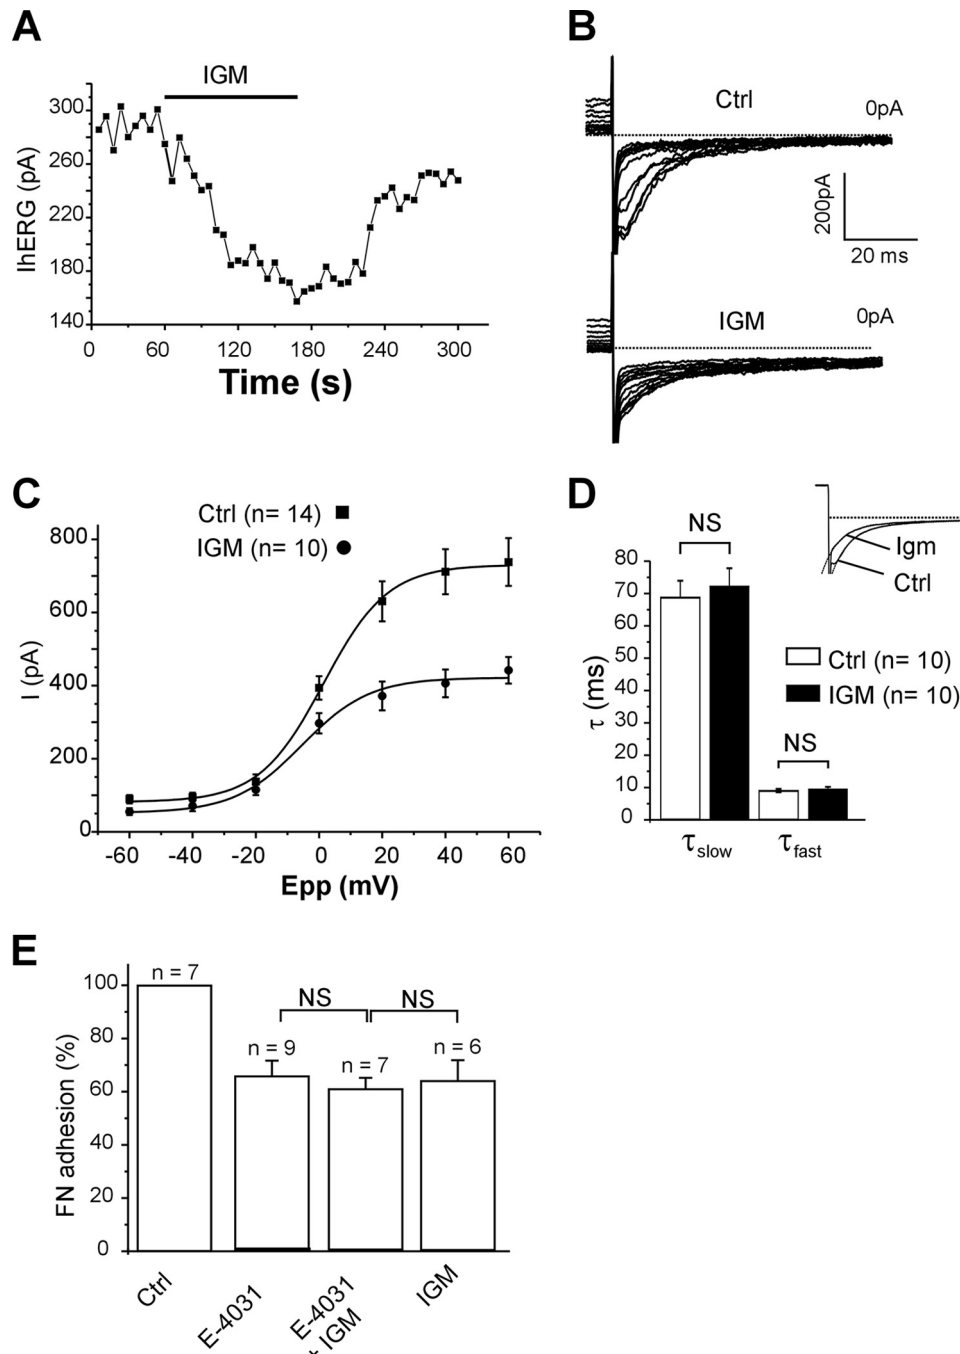 A
IGM
300
260
220
180
140
IhERG (pA)
0
60
120
180
240
300
Time (s)
B
Ctrl
0pA
200pA
20 ms
IGM
0pA
C
Ctrl (n= 14)
IGM (n= 10)
800
600
400
200
0
I (pA)
-60
-40
-20
0
20
40
60
Epp (mV)
D
NS
Igm
Ctrl
80
70
60
50
40
30
20
10
0
τ (ms)
Ctrl (n= 10)
IGM (n= 10)
NS
τslow
τfast
E
n = 7
NS
NS
n = 9
n = 7
n = 6
100
80
60
40
20
0
FN adhesion (%)
Ctrl
E-4031
E-4031
+ IGM
IGM